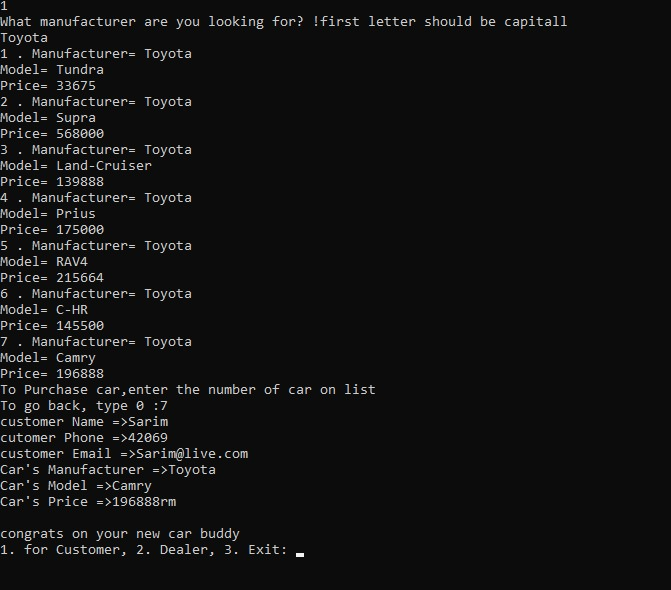 1
What manufacturer are you looking for? !first letter should be capitall
Toyota
1 . Manufacturer= Toyota
Model= Tundra
Price= 33675
2 . Manufacturer= Toyota
Model= Supra
Price= 568000
3 . Manufacturer= Toyota
Model= Land-Cruiser
Price= 139888
4 . Manufacturer= Toyota
Model= Prius
Price= 175000
5 . Manufacturer= Toyota
Model= RAV4
Price= 215664
6 . Manufacturer= Toyota
Model= C-HR
Price= 145500
7 . Manufacturer= Toyota
Model= Camry
Price= 196888
To Purchase car,enter the number of car on list
To go back, type 0 :7
customer Name =>Sarim
cutomer Phone =>42069
customer Email =>Sarim@live.com
Car's Manufacturer =>Toyota
Car's Model =>Camry
Car's Price =>196888rm
congrats on your new car buddy
1. for Customer, 2. Dealer, 3. Exit: